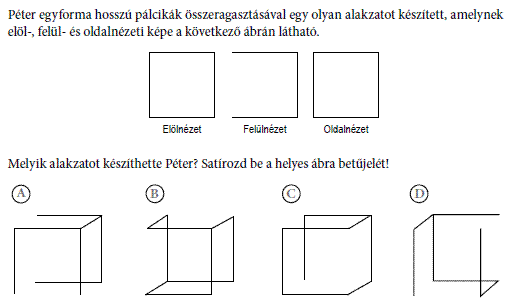 Péter egyforma hosszú pálcikák összeragasztásával egy olyan alakzatot készített, amelynek
elöl-, felül- és oldalnézeti képe a következő ábrán látható.
Elölnézet Felülnézet Oldalnézet
Melyik alakzatot készíthette Péter? Satírozd be a helyes ábra betűjelét!
A B C D